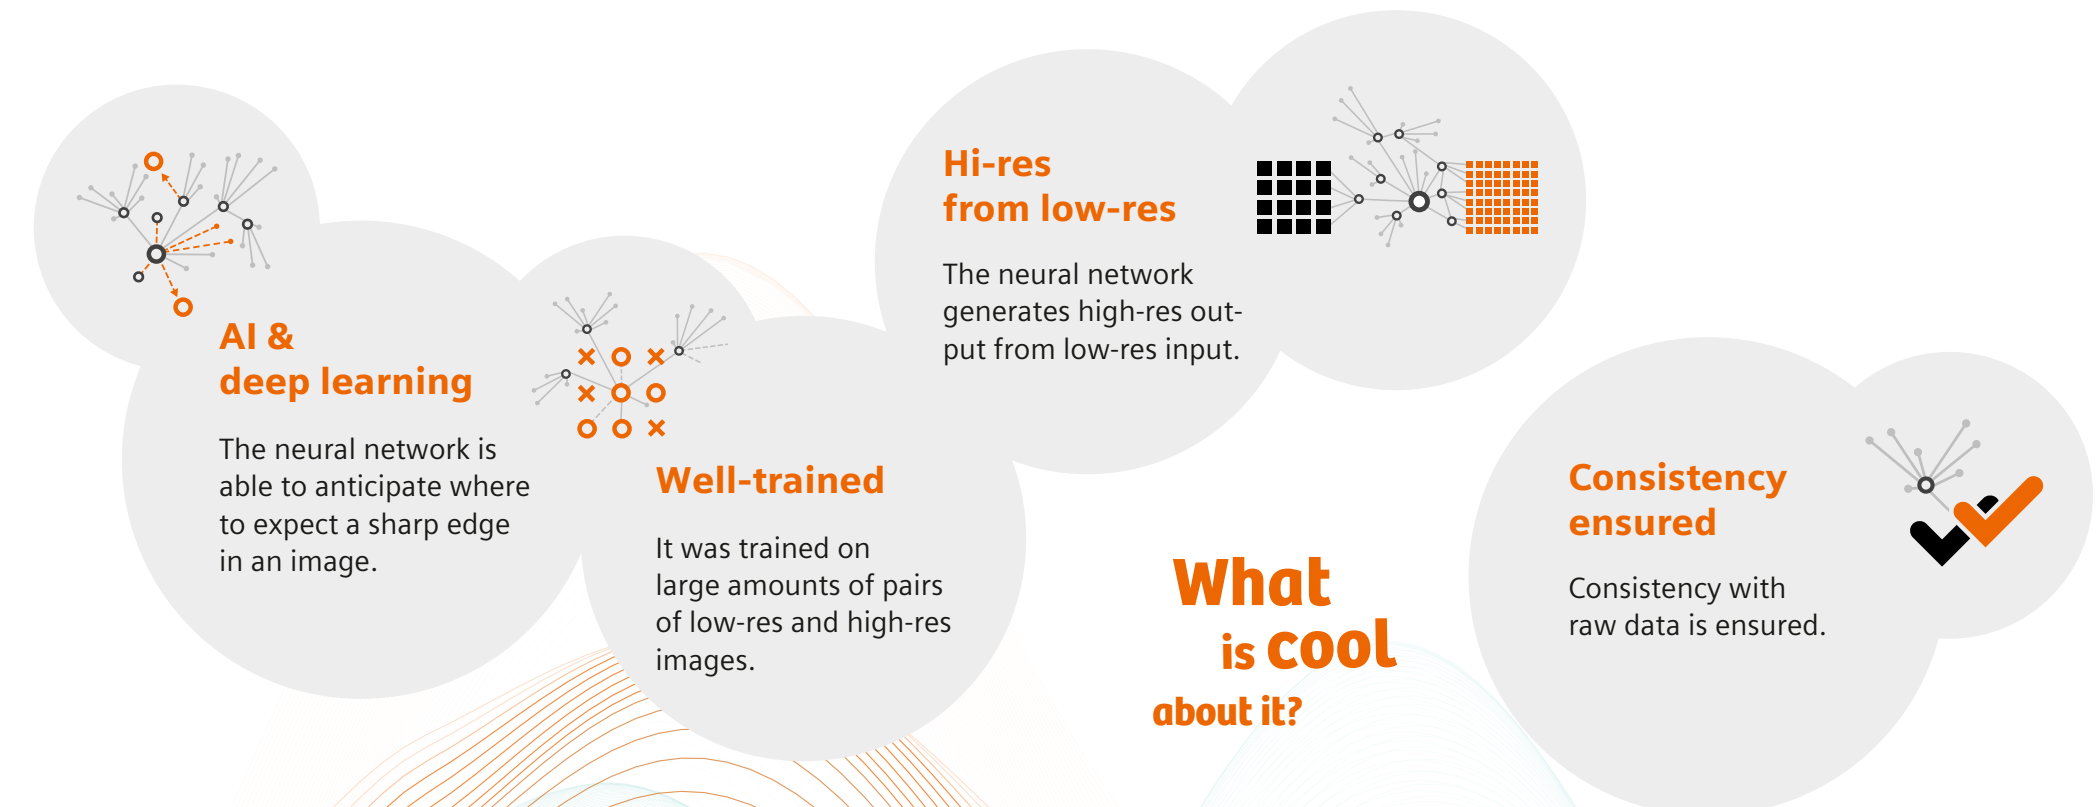 AI &
deep learning
The neural network is
able to anticipate where
to expect a sharp edge
in an image.
Well-trained
It was trained on
large amounts of pairs
of low-res and high-res
images.
Hi-res
from low-res
The neural network
generates high-res out-
put from low-res input.
What
is cool
about it?
Consistency
ensured
Consistency with
raw data is ensured.